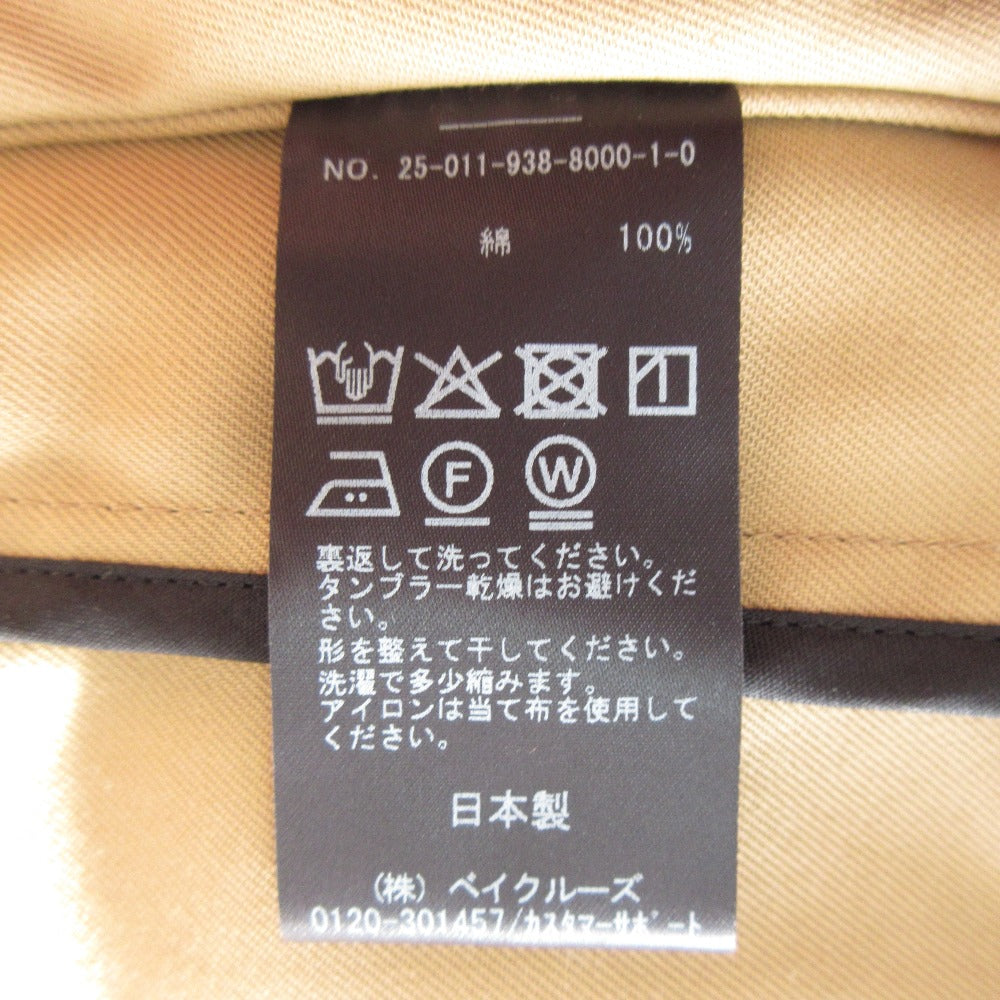 NO. 25-011-938-8000-1-0
綿 100%
F W
裏返して洗ってください。
タンブラー乾燥はお避けくだ
さい。
形を整えて干してください。
洗濯で多少縮みます。
アイロンは当て布を使用して
ください。
日本製
(株) ベイクルーズ
0120-301457/カスタマーサポート